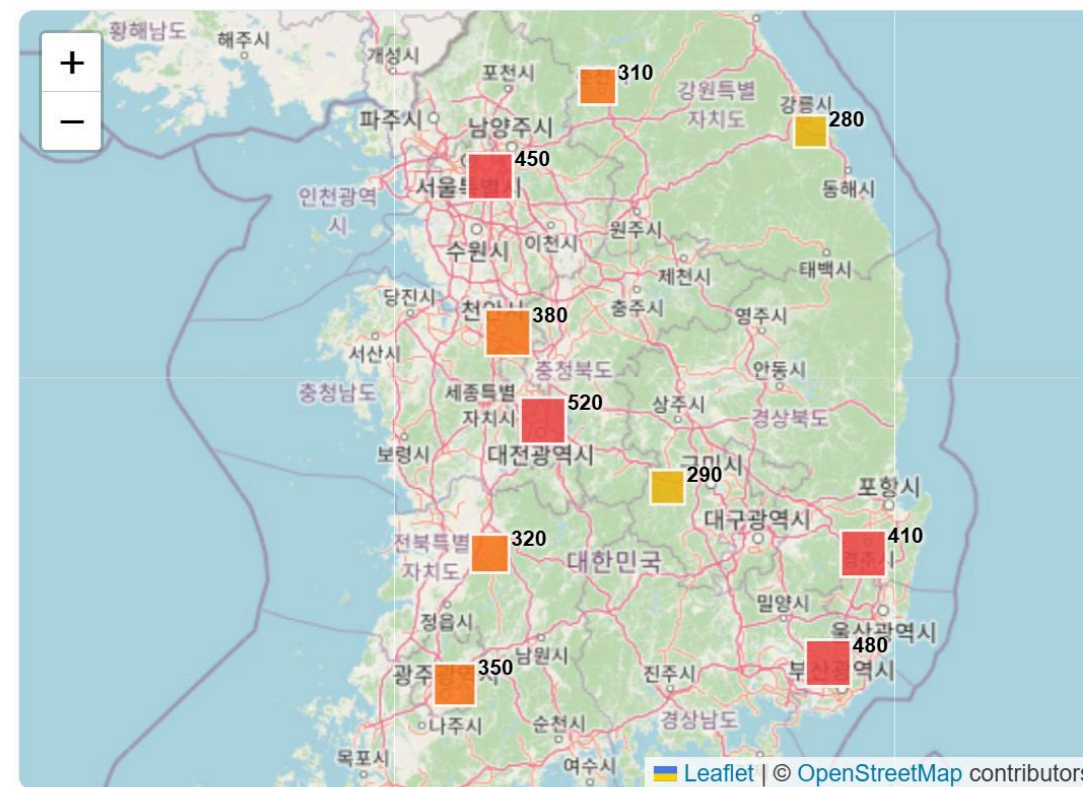 +
−
황해남도
해주시
개성시
포천시
310
강원특별
자치도
강릉시
280
파주시
남양주시
450
서울특별시
인천광역
시
동해시
수원시
이천시
원주시
제천시
태백시
당진시
천안시
380
충주시
영주시
서산시
충청북도
안동시
충청남도
세종특별
자치시
520
상주시
경상북도
보령시
대전광역시
구미시
290
포항시
대구광역시
전북특별
자치도
320
대한민국
410
경주시
밀양시
정읍시
울산광역시
480
부산광역시
남원시
350
광주광역시
진주시
나주시
순천시
경상남도
목포시
여수시
Leaflet | © OpenStreetMap contributors